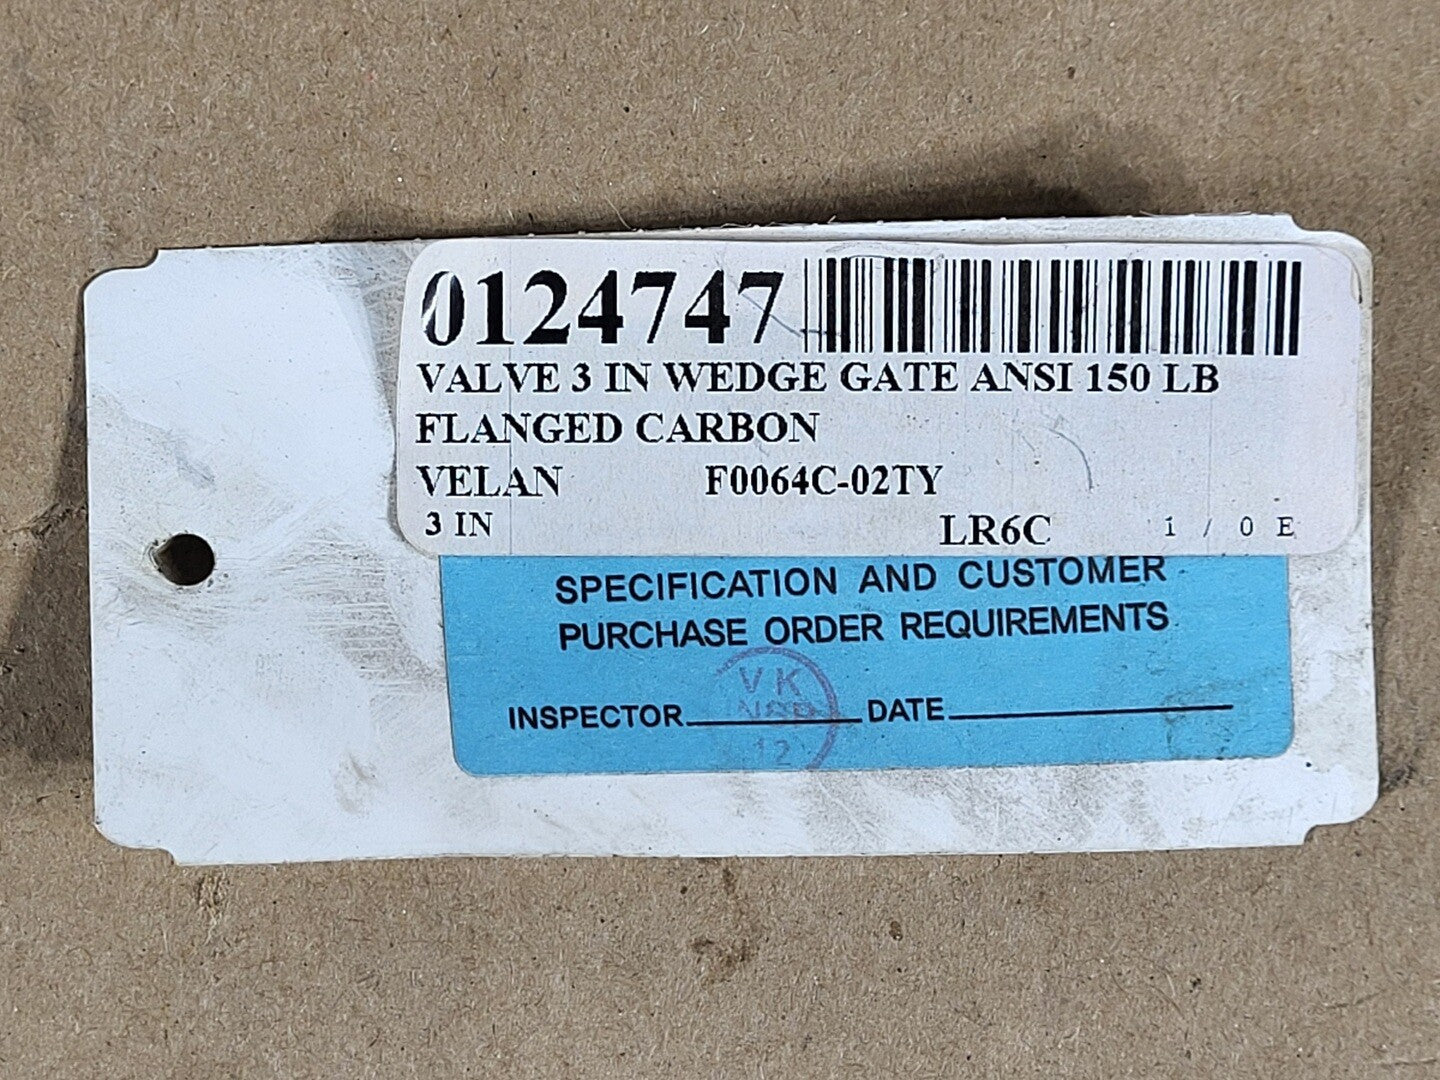 0124747
VALVE 3 IN WEDGE GATE ANSI 150 LB
FLANGED CARBON
VELAN F0064C-02TY
3 IN LR6C 1 / 0 E
SPECIFICATION AND CUSTOMER
PURCHASE ORDER REQUIREMENTS
VK
INSPECTOR DATE
12